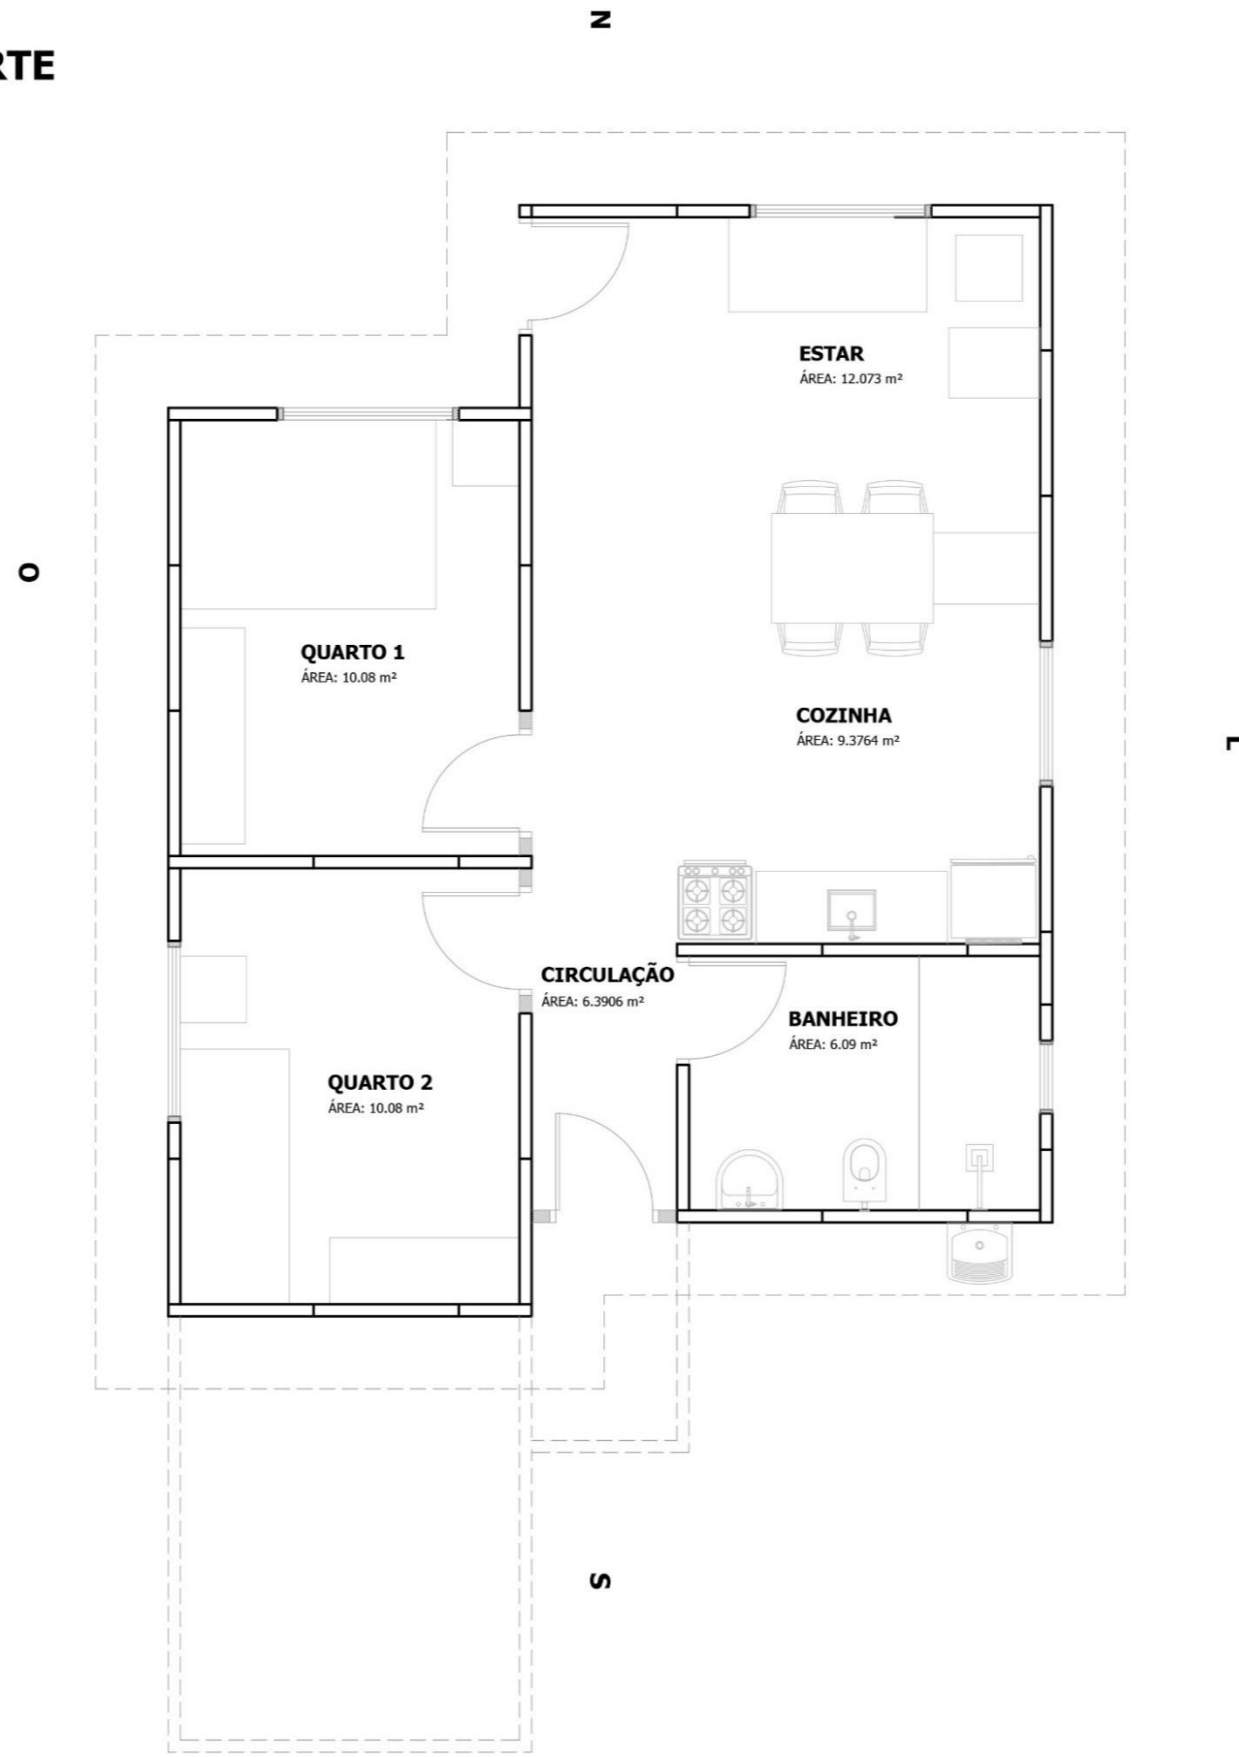 N
RTE
ESTAR
ÁREA: 12.073 m²
O
QUARTO 1
ÁREA: 10.08 m²
COZINHA
ÁREA: 9.3764 m²
L
CIRCULAÇÃO
ÁREA: 6.3906 m²
BANHEIRO
ÁREA: 6.09 m²
QUARTO 2
ÁREA: 10.08 m²
S